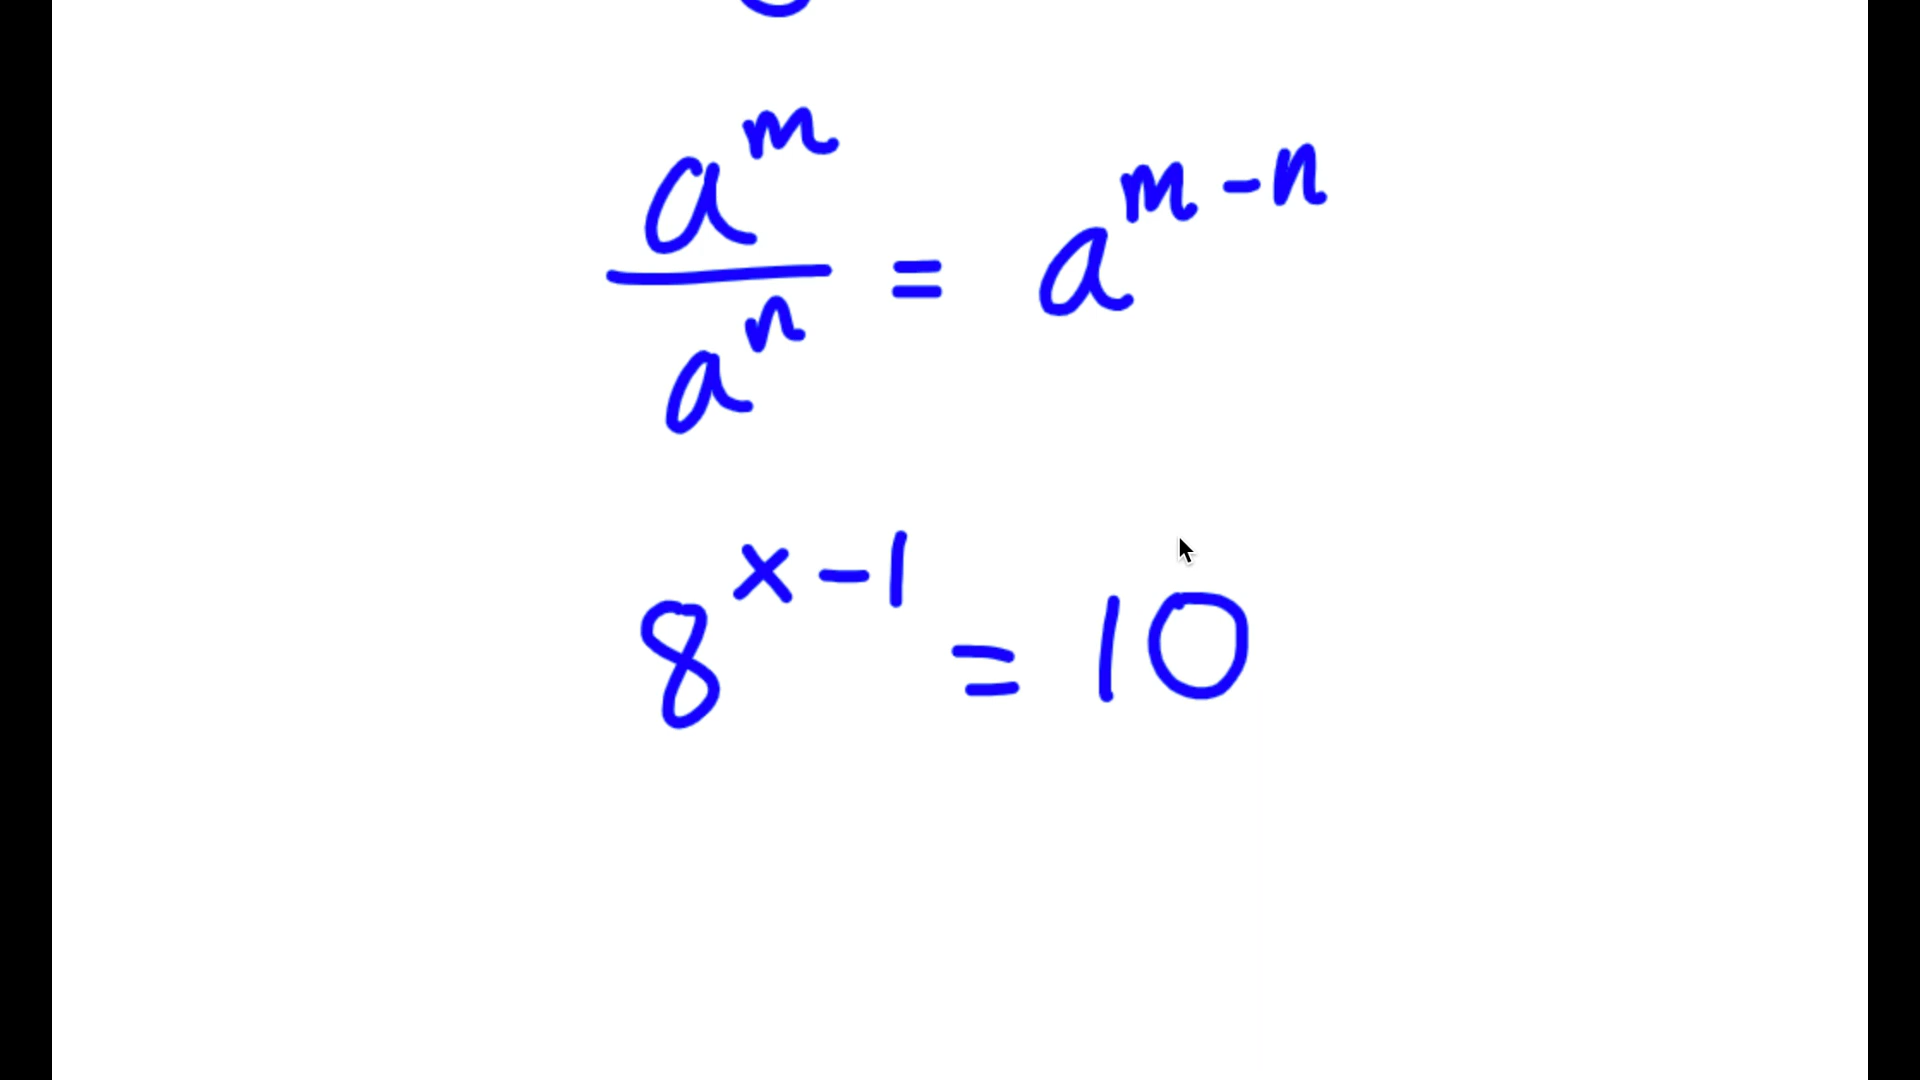 a^m / a^n = a^{m-n}
8^{x-1} = 10